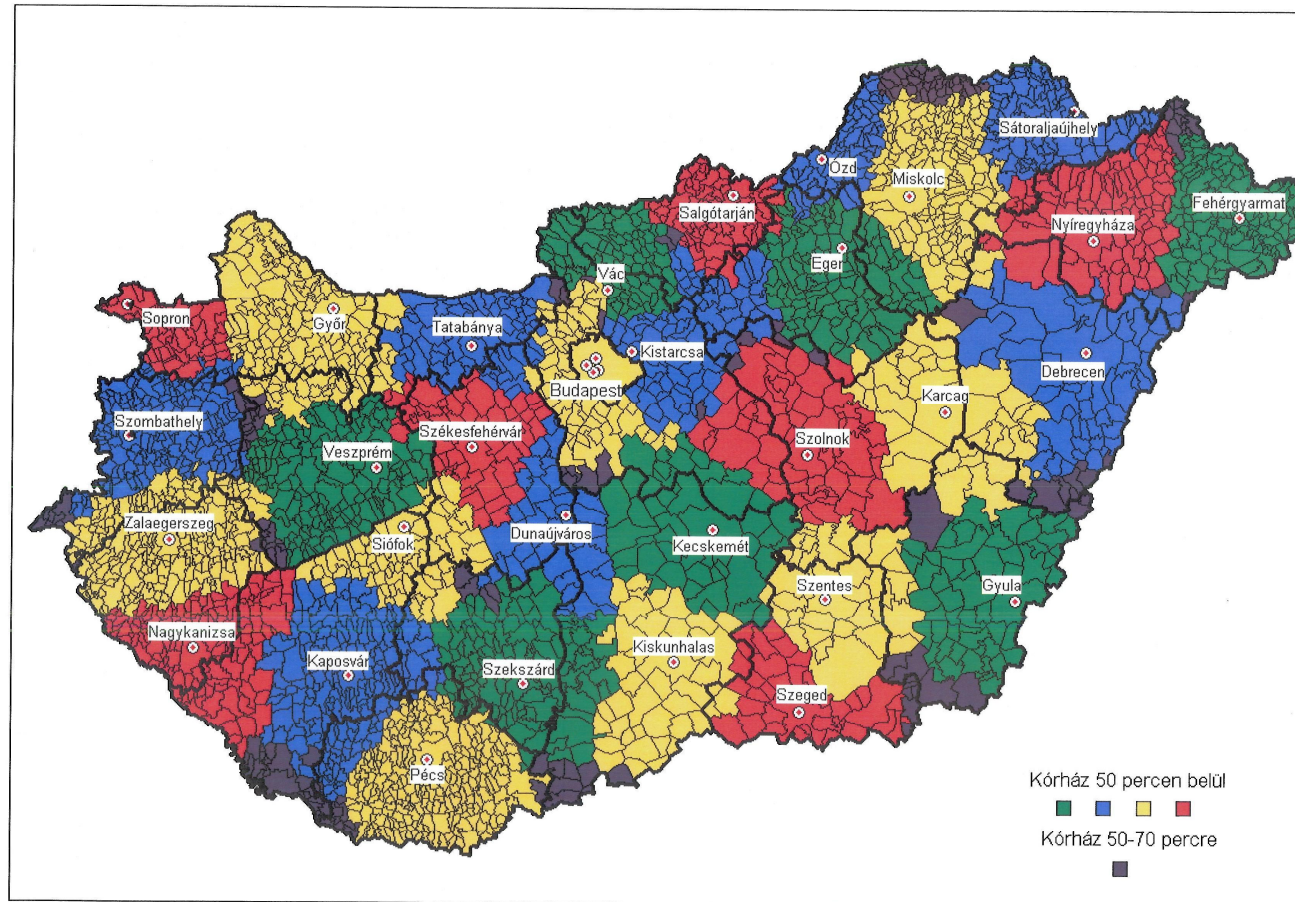 Sátoraljaújhely
Ózd
Miskolc
Fehérgyarmat
Salgótarján
Nyíregyháza
Eger
Vác
Sopron
Győr
Tatabánya
Kistarcsa
Debrecen
Budapest
Karcag
Szombathely
Székesfehérvár
Szolnok
Veszprém
Zalaegerszeg
Siófok
Dunaújváros
Kecskemét
Szentes
Gyula
Nagykanizsa
Kaposvár
Szekszárd
Kiskunhalas
Szeged
Pécs
Kórház 50 percen belül
Kórház 50-70 percre